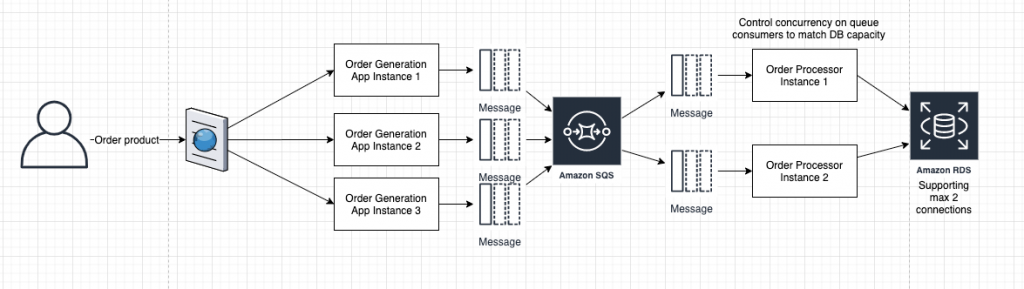 Order product
Order Generation
App Instance 1
Order Generation
App Instance 2
Order Generation
App Instance 3
Message
Message
Message
Amazon SQS
Message
Message
Control concurrency on queue
consumers to match DB capacity
Order Processor
Instance 1
Order Processor
Instance 2
Amazon RDS
Supporting
max 2
connections